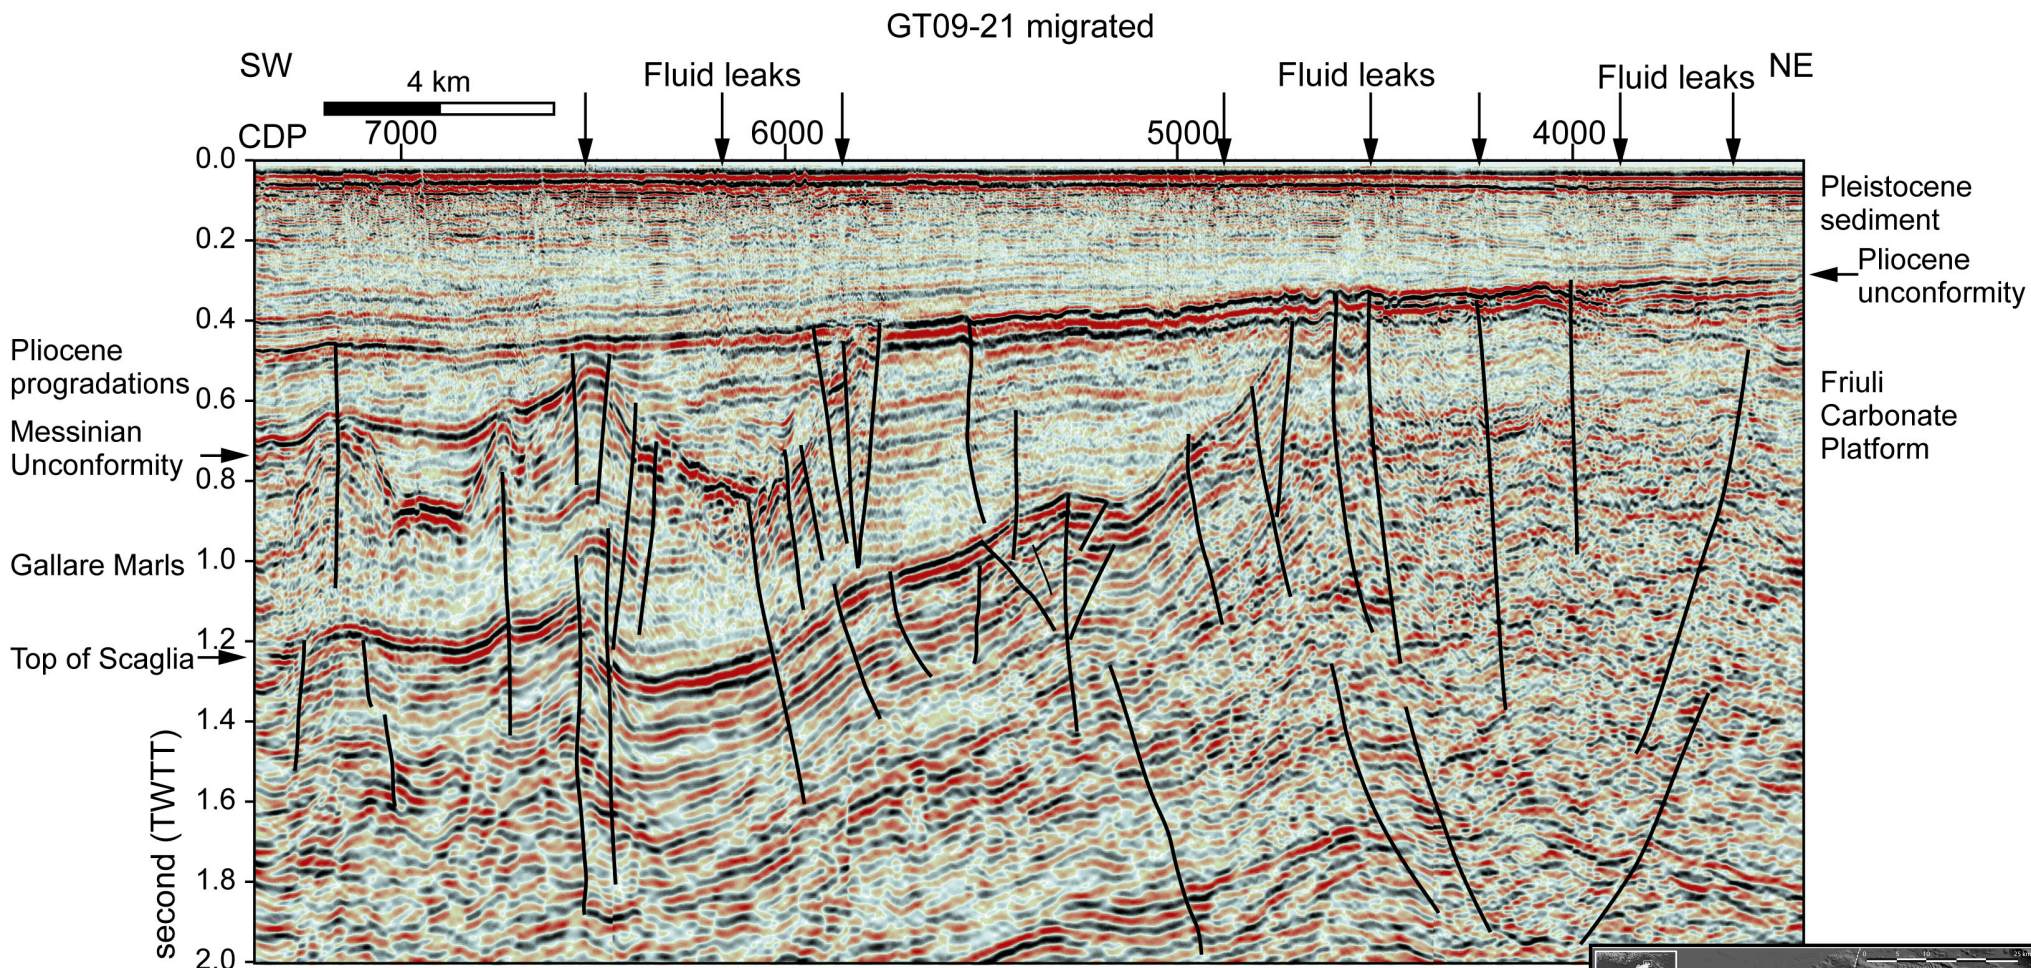 GT09-21 migrated
SW
4 km
Fluid leaks
Fluid leaks
Fluid leaks
NE
CDP
7000
6000
5000
4000
0.0
0.2
0.4
0.6
0.8
1.0
1.2
1.4
1.6
1.8
2.0
second (TWTT)
Pliocene
progradations
Messinian
Unconformity
Gallare Marls
Top of Scaglia
Pleistocene
sediment
Pliocene
unconformity
Friuli
Carbonate
Platform